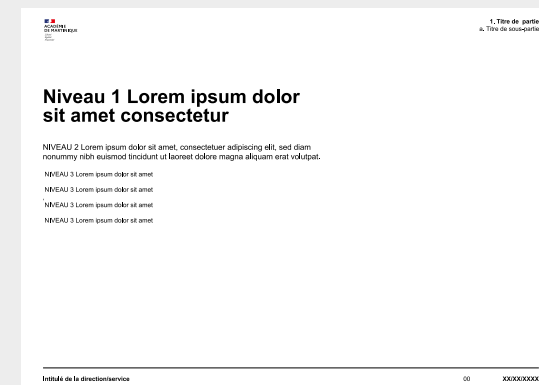 ACADÉMIE
DE MARTINIQUE
1. Titre de partie
a. Titre de sous-partie
Niveau 1 Lorem ipsum dolor
sit amet consectetur
NIVEAU 2 Lorem ipsum dolor sit amet, consectetuer adipiscing elit, sed diam
nonummy nibh euismod tincidunt ut laoreet dolore magna aliquam erat volutpat.
NIVEAU 3 Lorem ipsum dolor sit amet
NIVEAU 3 Lorem ipsum dolor sit amet
NIVEAU 3 Lorem ipsum dolor sit amet
NIVEAU 3 Lorem ipsum dolor sit amet
Intitulé de la direction/service 00 XX/XX/XXXX